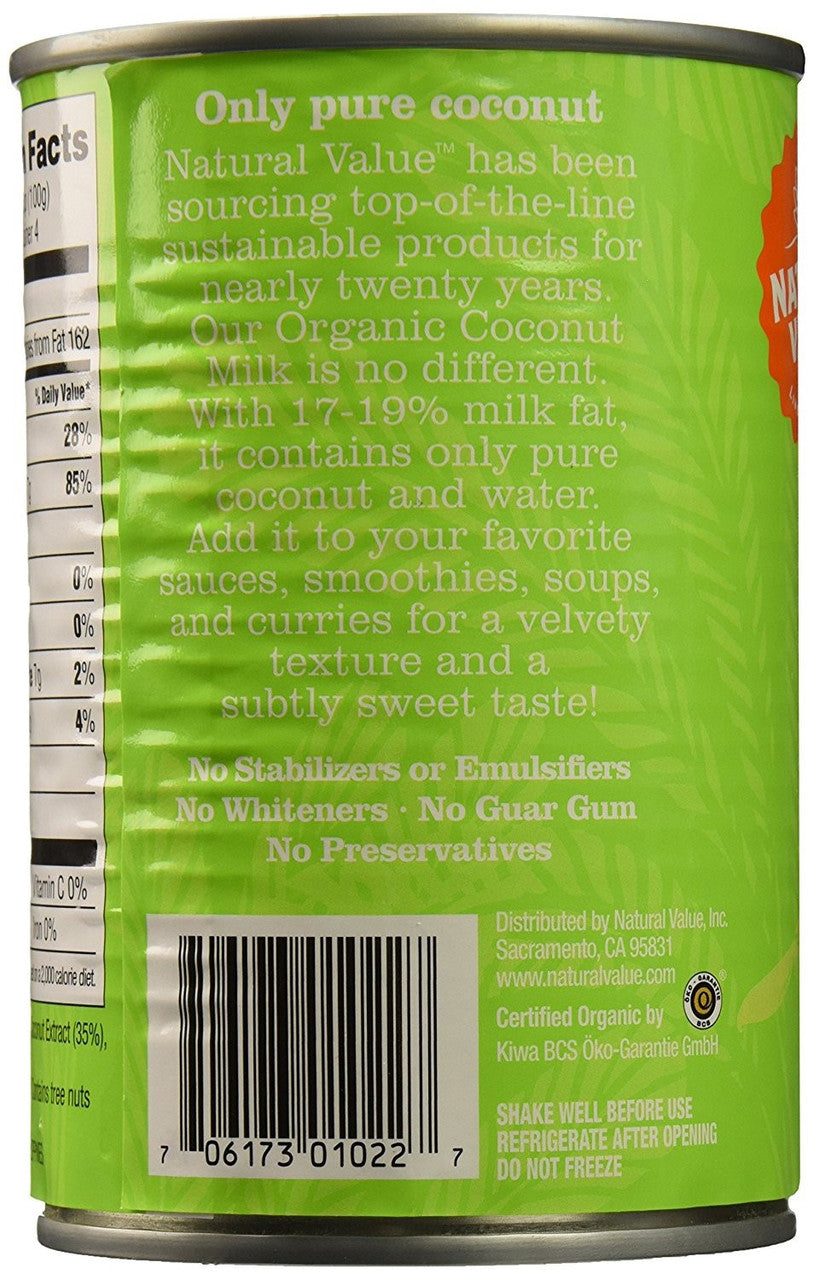 Facts
(100g)
4
from Fat 162
% Daily Value*
28%
85%
0%
0%
7g 2%
4%
Vitamin C 0%
Iron 0%
2,000 calorie diet.
Extract (35%),
tree nuts
Only pure coconut
Natural Value™ has been
sourcing top-of-the-line
sustainable products for
nearly twenty years.
Our Organic Coconut
Milk is no different.
With 17-19% milk fat,
it contains only pure
coconut and water.
Add it to your favorite
sauces, smoothies, soups,
and curries for a velvety
texture and a
subtly sweet taste!
No Stabilizers or Emulsifiers
No Whiteners · No Guar Gum
No Preservatives
7 06173 01022 7
Distributed by Natural Value, Inc.
Sacramento, CA 95831
www.naturalvalue.com
Certified Organic by
Kiwa BCS Öko-Garantie GmbH
ÖKO-GARANTIE
BCS
®
SHAKE WELL BEFORE USE
REFRIGERATE AFTER OPENING
DO NOT FREEZE